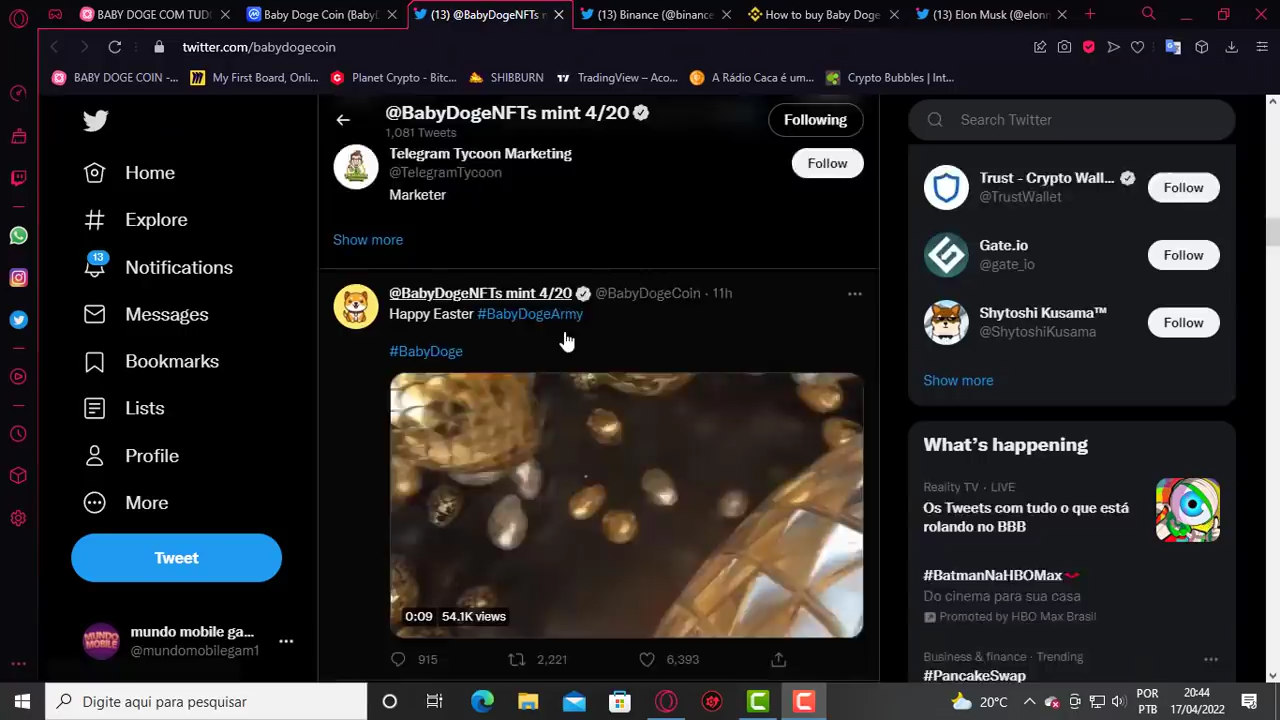 BABY DOGE COM TUDO
Baby Doge Coin (BabyD
(13) @BabyDogeNFTs m
(13) Binance (@binance
How to buy Baby Doge
(13) Elon Musk (@elonm
twitter.com/babydogecoin
BABY DOGE COIN -...
My First Board, Onli...
Planet Crypto - Bitc...
SHIBBURN
TradingView – Aco...
A Rádio Caca é um...
Crypto Bubbles | Int...
@BabyDogeNFTs mint 4/20
1,081 Tweets
Following
Search Twitter
Telegram Tycoon Marketing
@TelegramTycoon
Marketer
Follow
Show more
Home
Explore
13
Notifications
Messages
Bookmarks
Lists
Profile
More
Tweet
mundo mobile ga...
@mundomobilegam1
MUNDO
MOBILE
@BabyDogeNFTs mint 4/20 @BabyDogeCoin · 11h
Happy Easter #BabyDogeArmy
#BabyDoge
0:09 54.1K views
915
2,221
6,393
Trust - Crypto Wall...
@TrustWallet
Follow
Gate.io
@gate_io
Follow
Shytoshi Kusama™
@ShytoshiKusama
Follow
Show more
What's happening
Reality TV · LIVE
Os Tweets com tudo o que está
rolando no BBB
#BatmanNaHBOMax
Do cinema para sua casa
Promoted by HBO Max Brasil
Business & finance · Trending
#PancakeSwap
Digite aqui para pesquisar
20°C
POR
PTB
20:44
17/04/2022